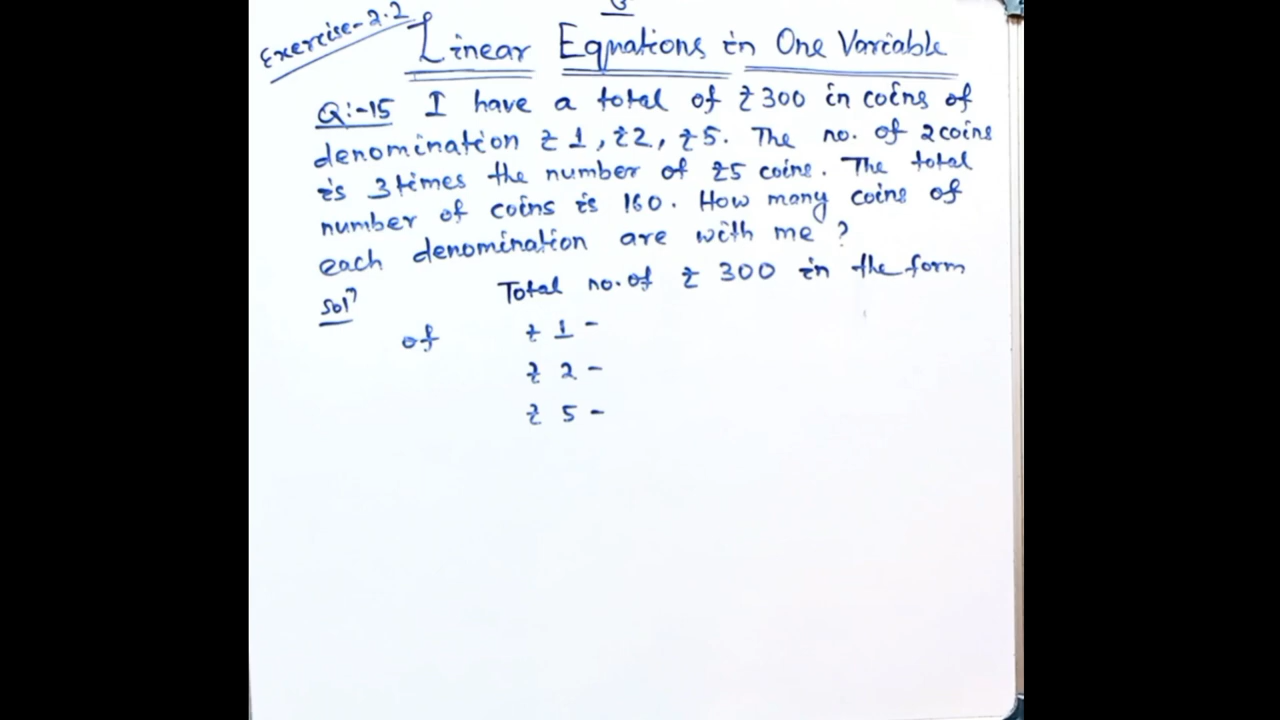 Exercise-2.2
Linear Equations in One Variable
Q:-15 I have a total of ₹300 in coins of
denomination ₹1, ₹2, ₹5. The no. of 2coins
is 3times the number of ₹5 coins. The total
number of coins is 160. How many coins of
each denomination are with me?
Solⁿ Total no. of ₹ 300 in the form
of ₹ 1 -
₹ 2 -
₹ 5 -